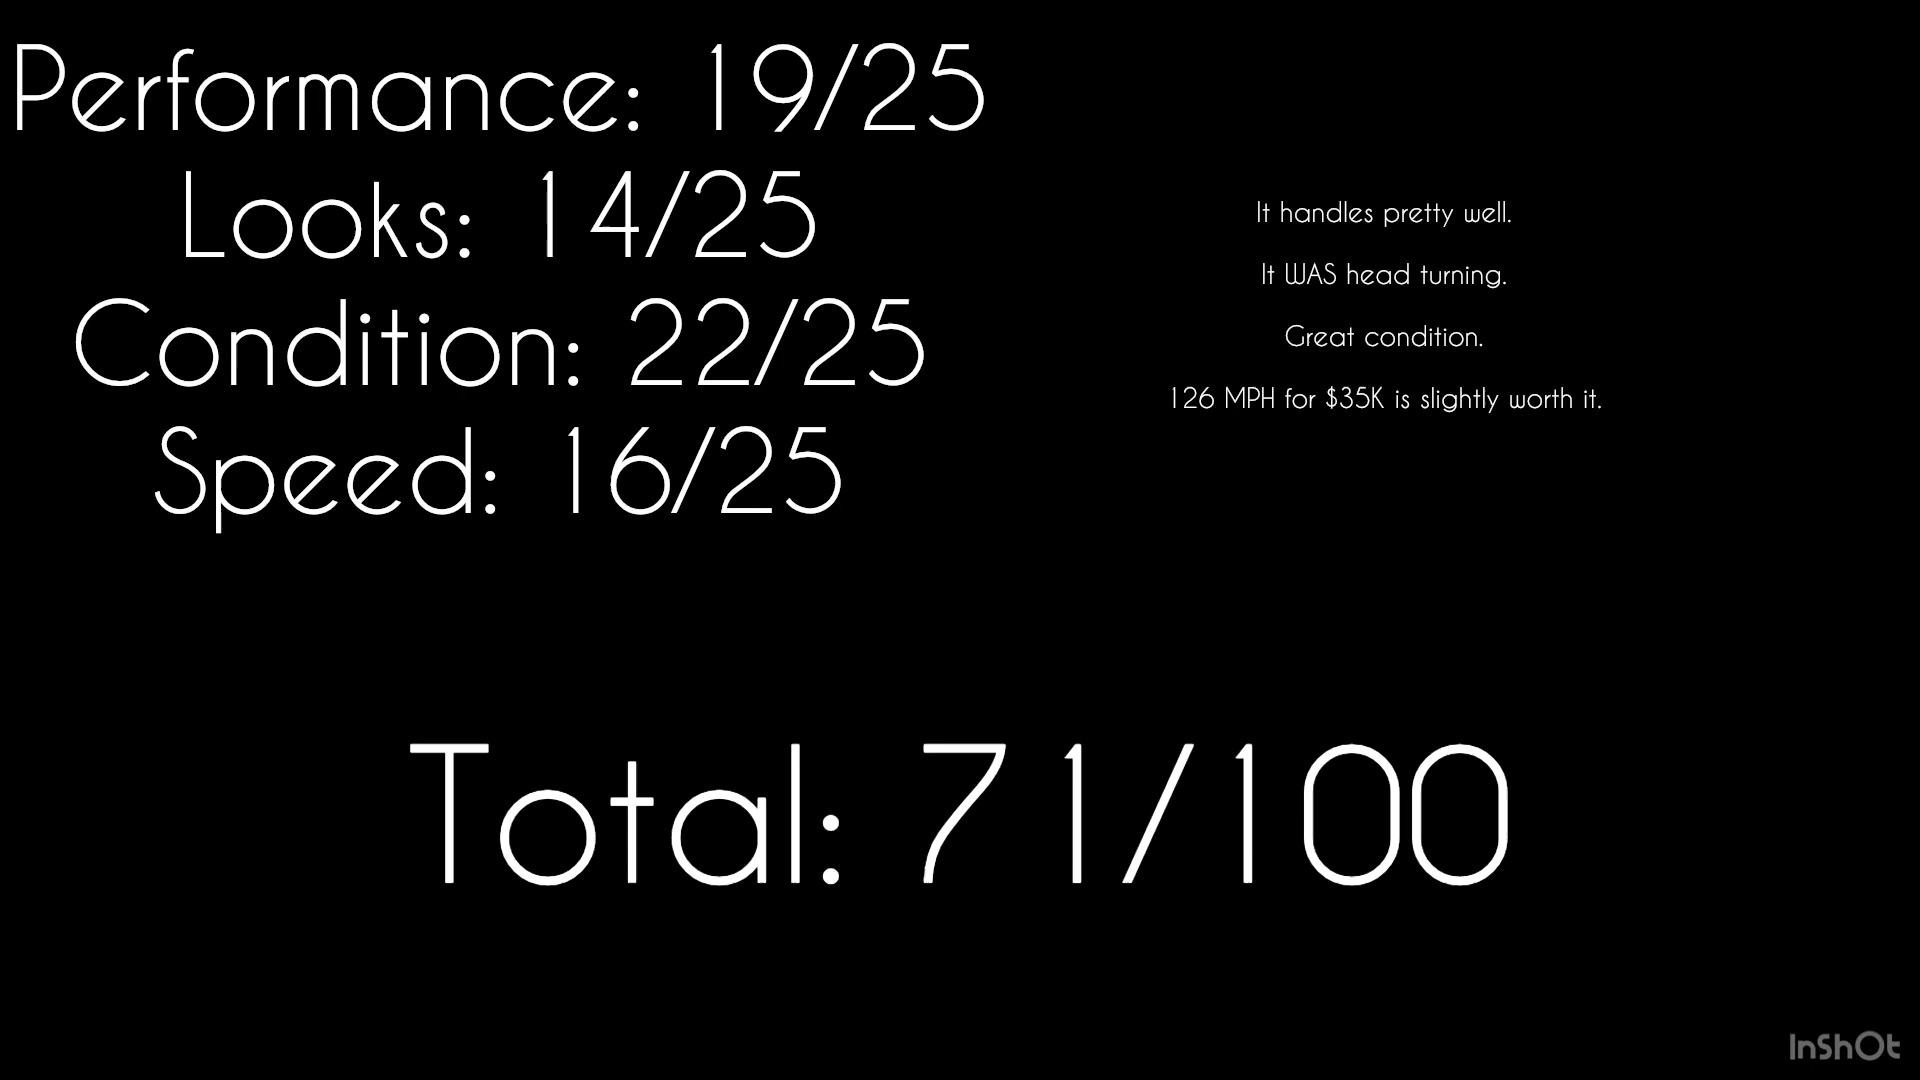 Performance: 19/25
Looks: 14/25
Condition: 22/25
Speed: 16/25
It handles pretty well.
It WAS head turning.
Great condition.
126 MPH for $35K is slightly worth it.
Total: 71/100
InShOt